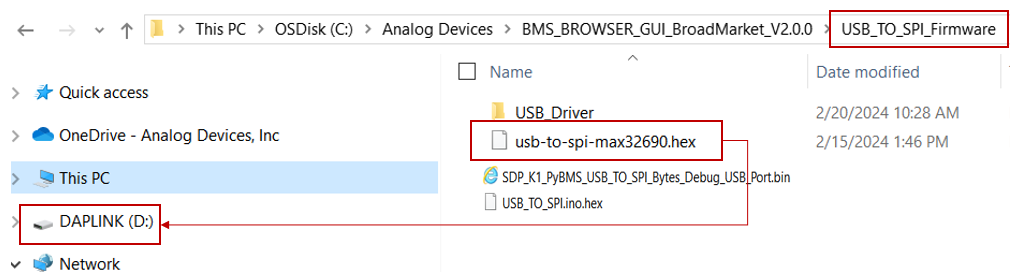 This PC > OSDisk (C:) > Analog Devices > BMS_BROWSER_GUI_BroadMarket_V2.0.0 > USB_TO_SPI_Firmware
Name Date modified
Quick access
USB_Driver 2/20/2024 10:28 AM
OneDrive - Analog Devices, Inc
usb-to-spi-max32690.hex 2/15/2024 1:46 PM
This PC
SDP_K1_PyBMS_USB_TO_SPI_Bytes_Debug_USB_Port.bin
USB_TO_SPI.ino.hex
DAPLINK (D:)
Network